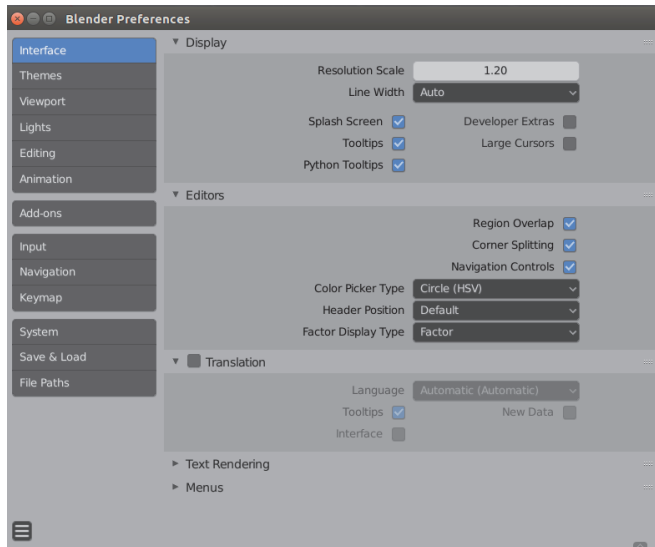 Blender Preferences
Interface
Themes
Viewport
Lights
Editing
Animation
Add-ons
Input
Navigation
Keymap
System
Save & Load
File Paths
Display
Resolution Scale 1.20
Line Width Auto
Splash Screen Developer Extras
Tooltips Large Cursors
Python Tooltips
Editors
Region Overlap
Corner Splitting
Navigation Controls
Color Picker Type Circle (HSV)
Header Position Default
Factor Display Type Factor
Translation
Language Automatic (Automatic)
Tooltips New Data
Interface
Text Rendering
Menus